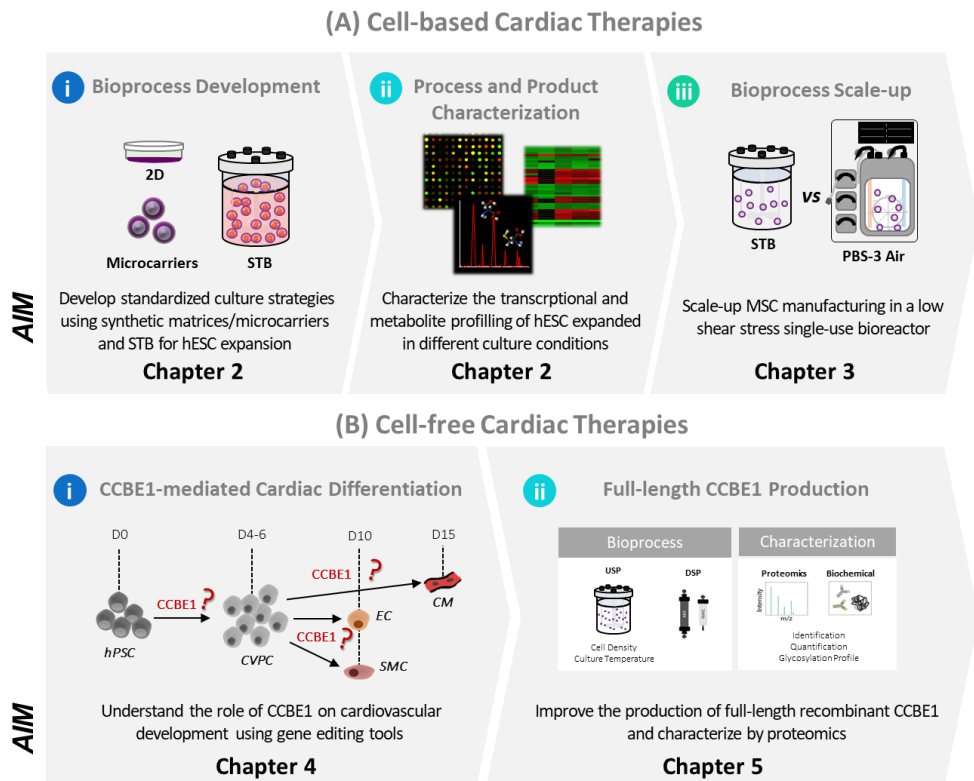 (A) Cell-based Cardiac Therapies
i Bioprocess Development
2D
Microcarriers
STB
Develop standardized culture strategies
using synthetic matrices/microcarriers
and STB for hESC expansion
Chapter 2
ii Process and Product
Characterization
Characterize the transcrptional and
metabolite profilling of hESC expanded
in different culture conditions
Chapter 2
iii Bioprocess Scale-up
STB
vs
PBS-3 Air
Scale-up MSC manufacturing in a low
shear stress single-use bioreactor
Chapter 3
AIM
(B) Cell-free Cardiac Therapies
i CCBE1-mediated Cardiac Differentiation
D0
D4-6
D10
D15
CCBE1 ?
CCBE1 ?
CCBE1 ?
hPSC
CVPC
EC
SMC
CM
Understand the role of CCBE1 on cardiovascular
development using gene editing tools
Chapter 4
ii Full-length CCBE1 Production
Bioprocess
USP
DSP
Cell Density
Culture Temperature
Characterization
Proteomics
Biochemical
Intensity
m/z
Identification
Quantification
Glycosylation Profile
Improve the production of full-length recombinant CCBE1
and characterize by proteomics
Chapter 5
AIM